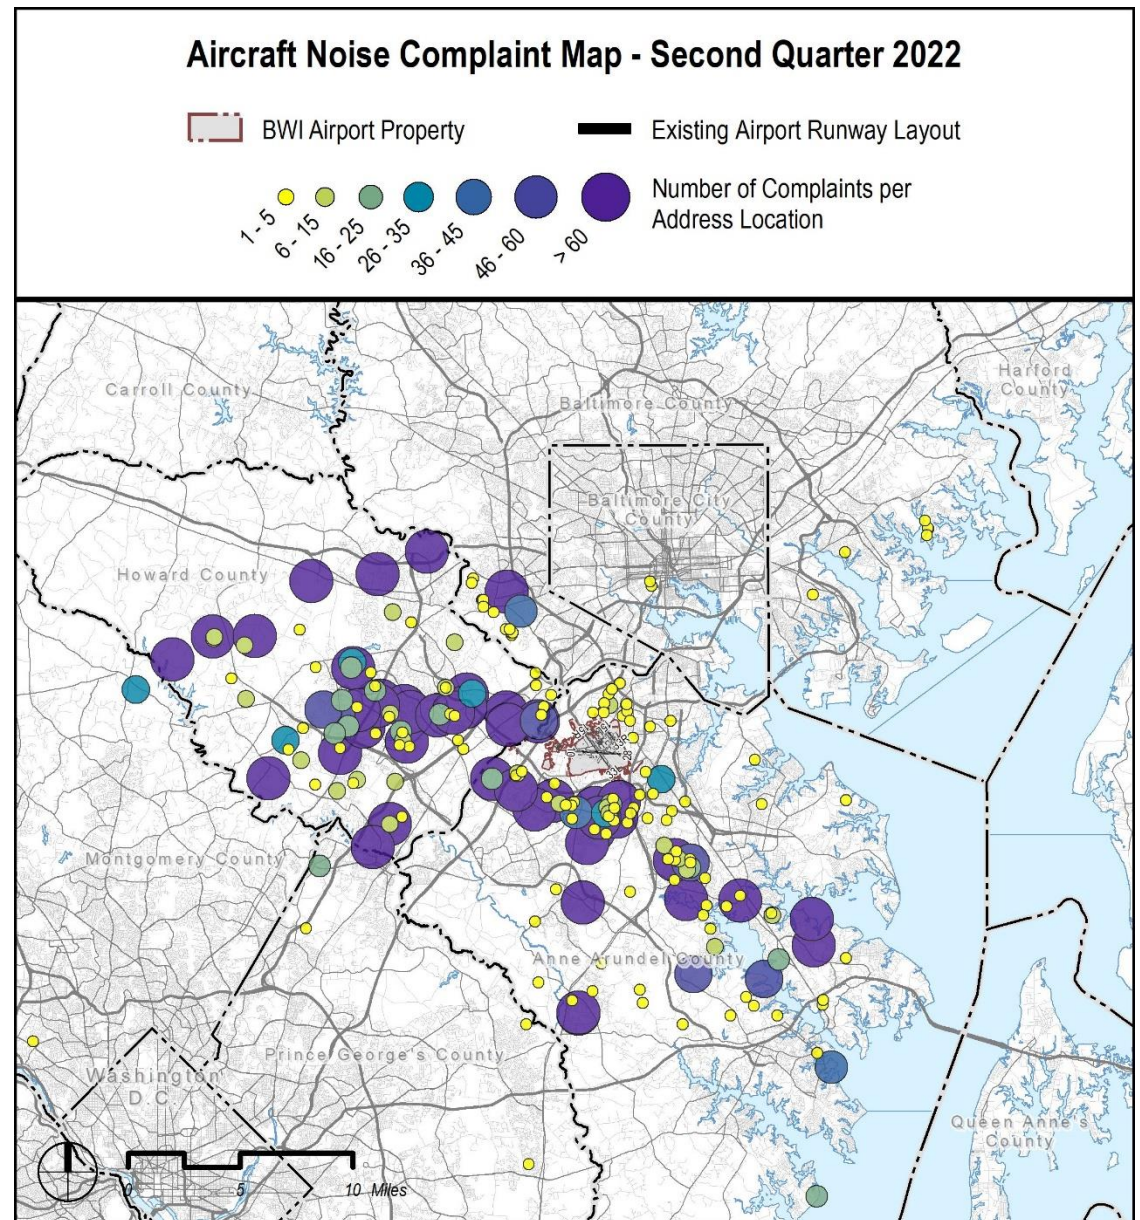 Aircraft Noise Complaint Map - Second Quarter 2022
BWI Airport Property
Existing Airport Runway Layout
1 - 5
6 - 15
16 - 25
26 - 35
36 - 45
46 - 60
> 60
Number of Complaints per
Address Location
Carroll County
Baltimore County
Harford
County
Baltimore City
County
Howard County
Montgomery County
Anne Arundel County
Prince George's County
Washington
D.C.
Queen Anne's
County
0
5
10 Miles